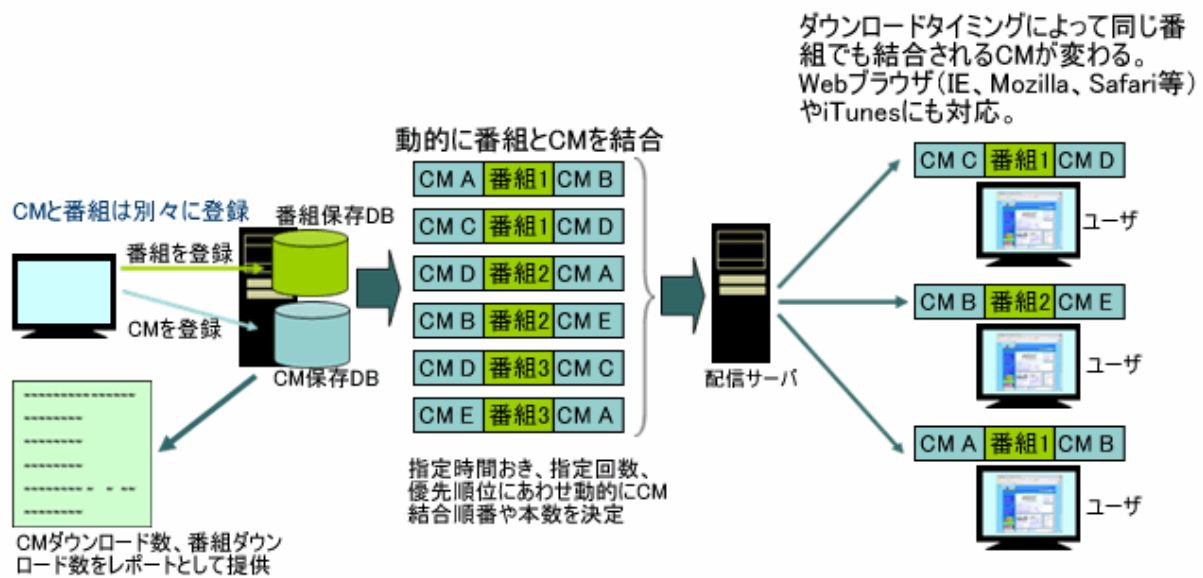 ダウンロードタイミングによって同じ番
組でも結合されるCMが変わる。
Webブラウザ(IE、Mozilla、Safari等)
やiTunesにも対応。
動的に番組とCMを結合
CM A 番組1 CM B
CM C 番組1 CM D
CM D 番組2 CM A
CM B 番組2 CM E
CM D 番組3 CM C
CM E 番組3 CM A
指定時間おき、指定回数、
優先順位にあわせ動的にCM
結合順番や本数を決定
CMと番組は別々に登録
番組保存DB
番組を登録
CMを登録
CM保存DB
CMダウンロード数、番組ダウン
ロード数をレポートとして提供
配信サーバ
CM C 番組1 CM D
ユーザ
CM B 番組2 CM E
ユーザ
CM A 番組1 CM B
ユーザ